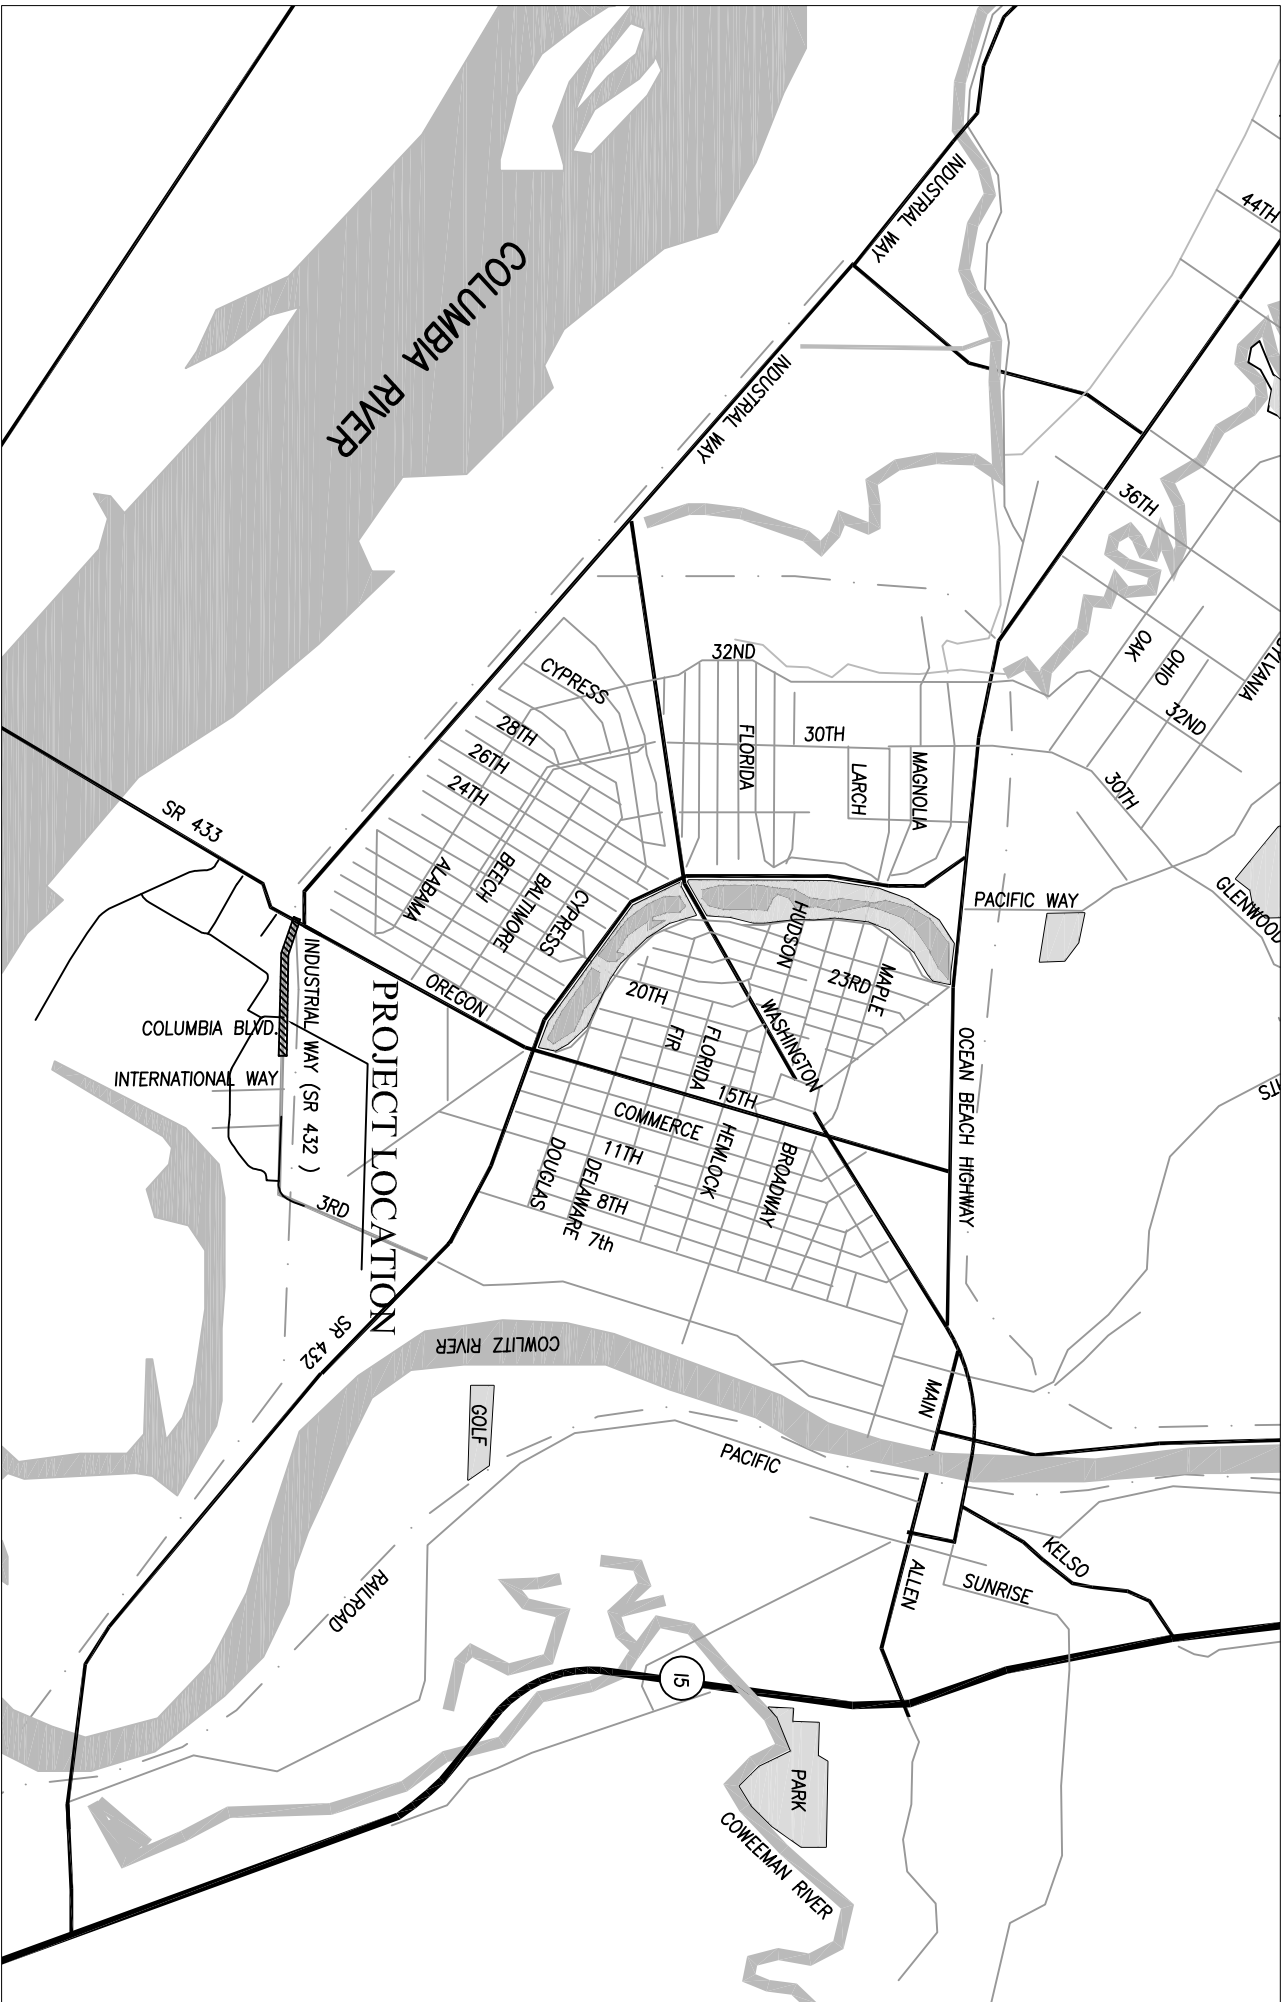 INDUSTRIAL WAY
44TH
COLUMBIA RIVER
INDUSTRIAL WAY
36TH
OAK
OHIO
32ND
30TH
GLENWOOD
32ND
CYPRESS
28TH
26TH
24TH
FLORIDA
30TH
LARCH
MAGNOLIA
PACIFIC WAY
SR 433
ALABAMA
BEECH
BALTIMORE
CYPRESS
HUDSON
23RD
MAPLE
20TH
FIR
FLORIDA
WASHINGTON
OREGON
PROJECT LOCATION
INDUSTRIAL WAY (SR 432 )
COLUMBIA BLVD.
INTERNATIONAL WAY
3RD
15TH
COMMERCE
11TH
HEMLOCK
BROADWAY
DOUGLAS
DELAWARE
8TH
7th
OCEAN BEACH HIGHWAY
SR 432
COWLITZ RIVER
MAIN
GOLF
PACIFIC
KELSO
SUNRISE
ALLEN
RAILROAD
15
PARK
COWEEMAN RIVER